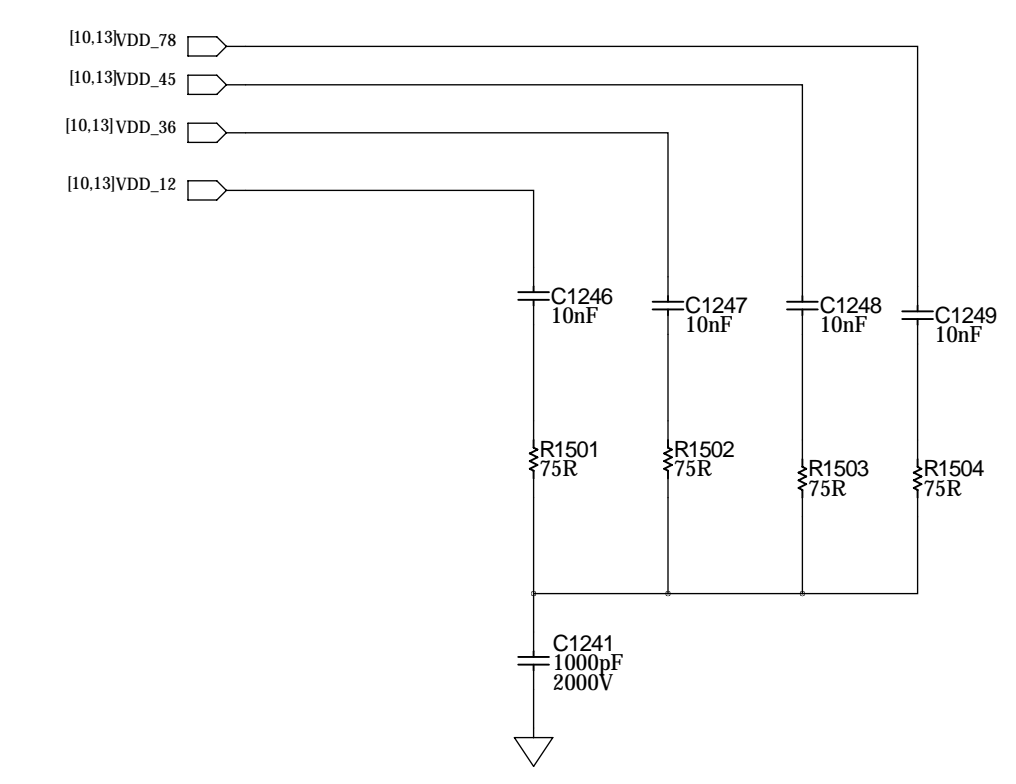 [10,13]VDD_78
[10,13]VDD_45
[10,13]VDD_36
[10,13]VDD_12
C1246
10nF
C1247
10nF
C1248
10nF
C1249
10nF
R1501
75R
R1502
75R
R1503
75R
R1504
75R
C1241
1000pF
2000V